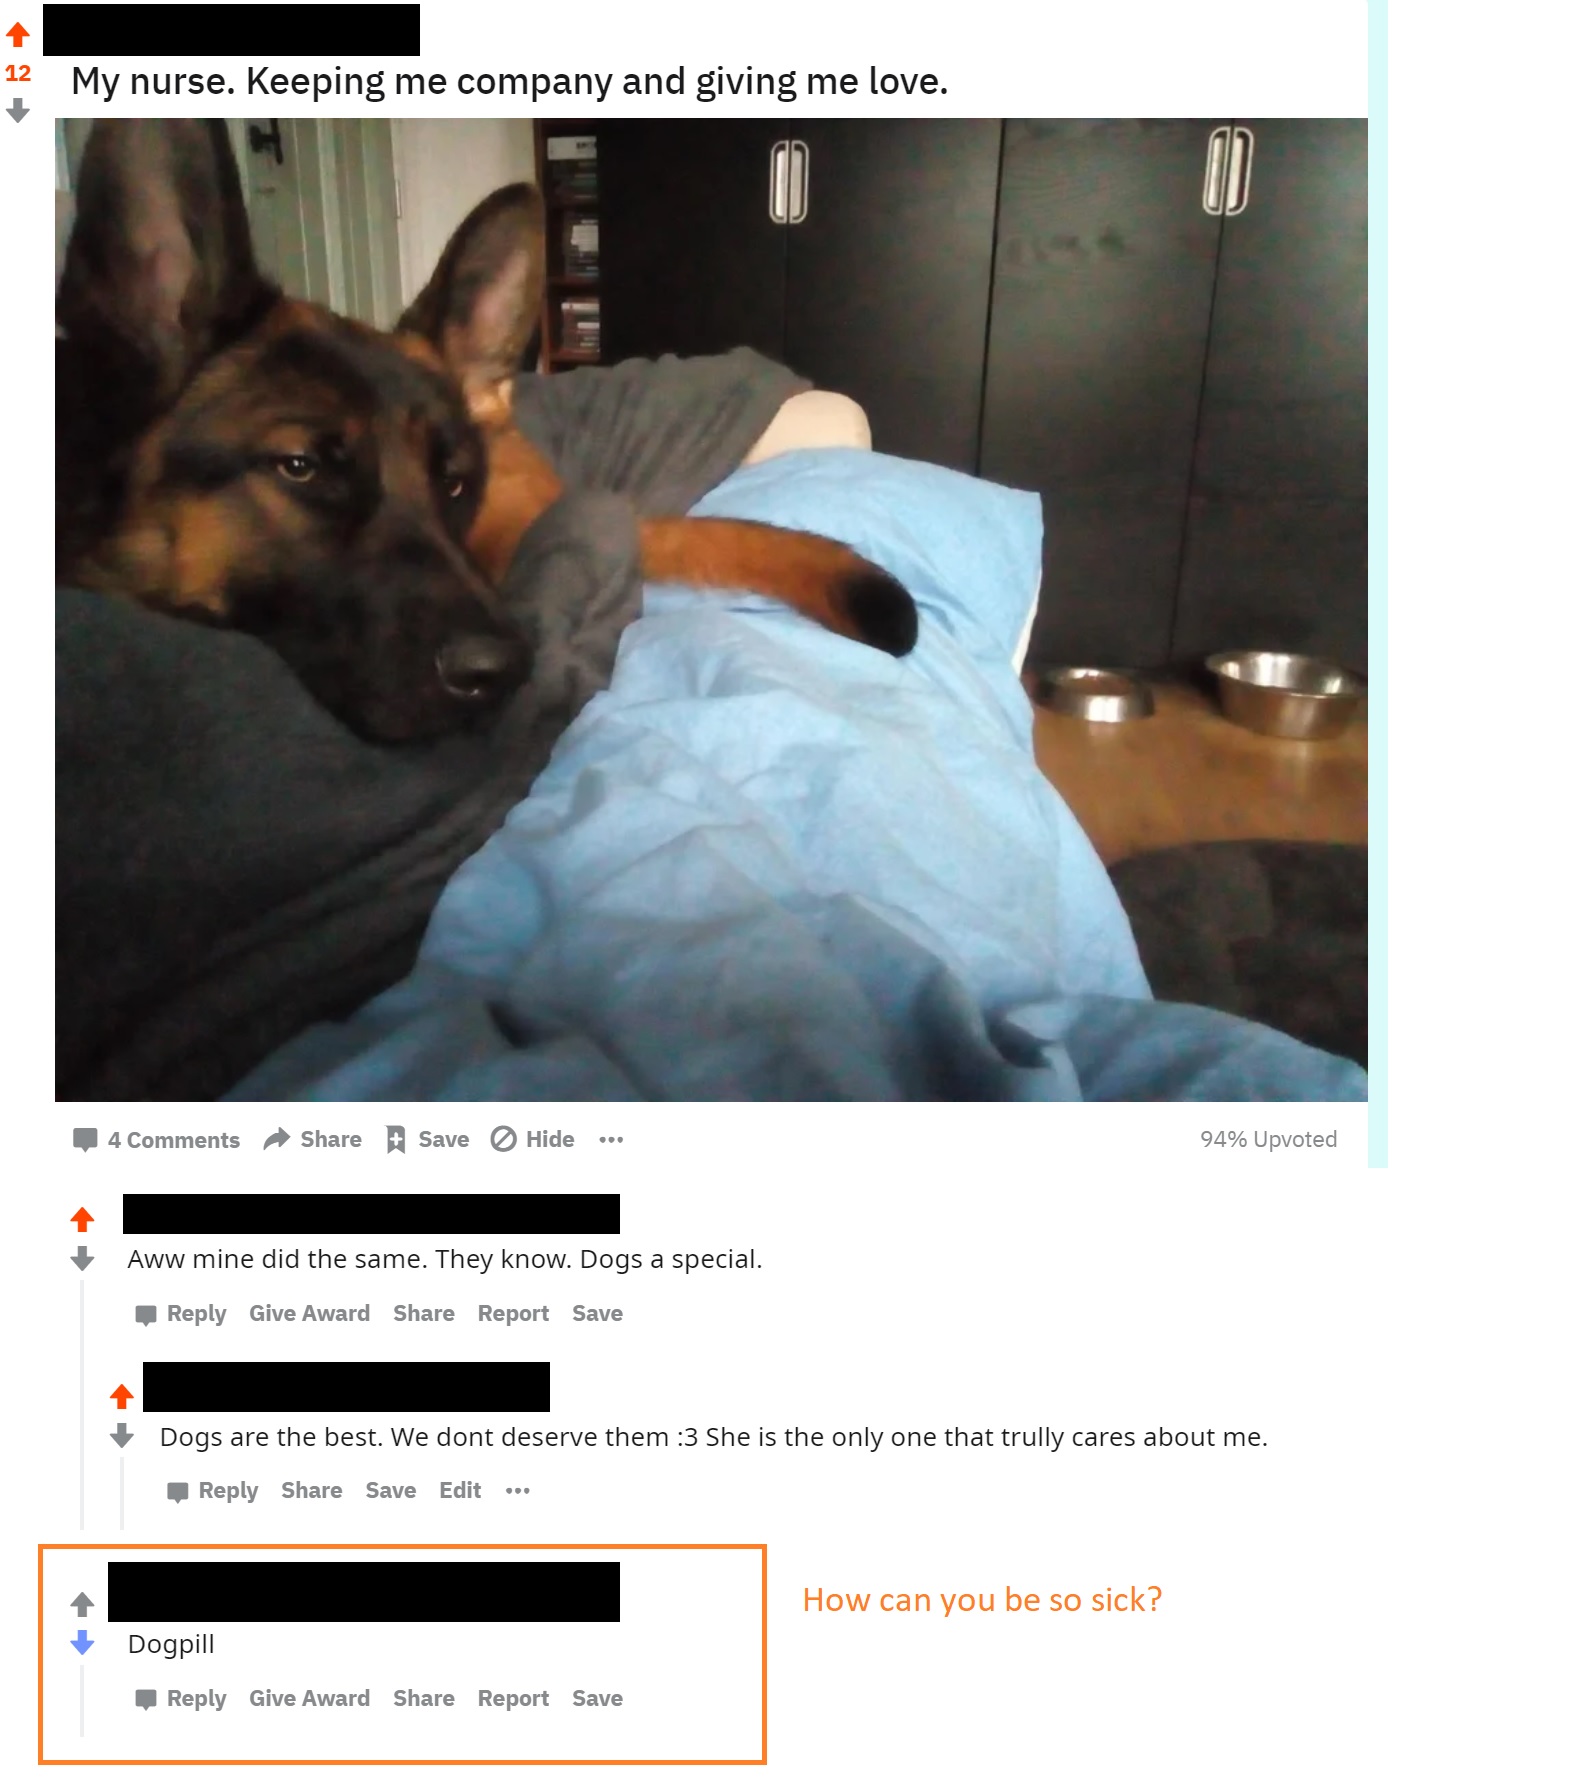 12
My nurse. Keeping me company and giving me love.
4 Comments Share Save Hide •••
94% Upvoted
Aww mine did the same. They know. Dogs a special.
Reply Give Award Share Report Save
Dogs are the best. We dont deserve them :3 She is the only one that trully cares about me.
Reply Share Save Edit •••
Dogpill
How can you be so sick?
Reply Give Award Share Report Save